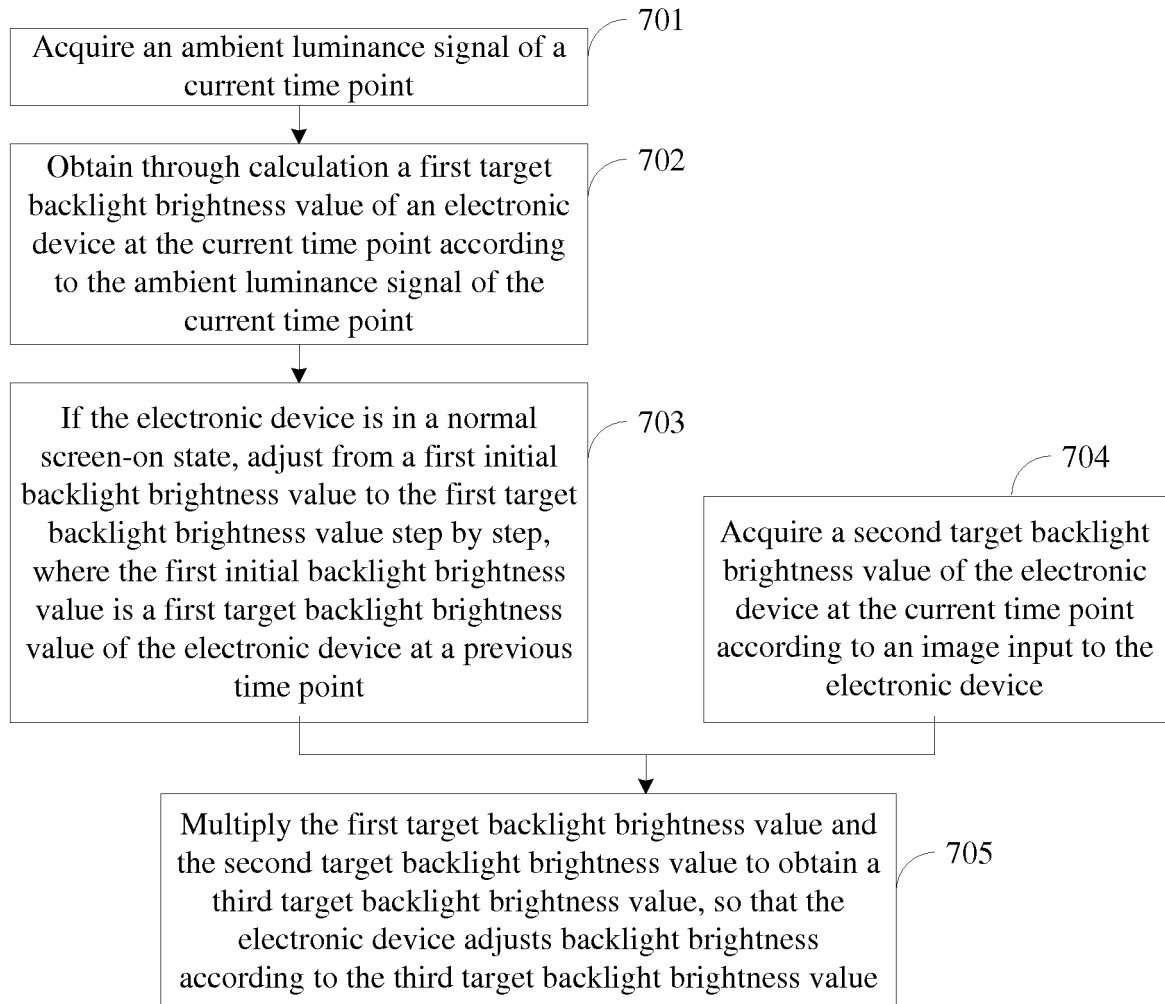 701
Acquire an ambient luminance signal of a
current time point
702
Obtain through calculation a first target
backlight brightness value of an electronic
device at the current time point according
to the ambient luminance signal of the
current time point
703
If the electronic device is in a normal
screen-on state, adjust from a first initial
backlight brightness value to the first target
backlight brightness value step by step,
where the first initial backlight brightness
value is a first target backlight brightness
value of the electronic device at a previous
time point
704
Acquire a second target backlight
brightness value of the electronic
device at the current time point
according to an image input to the
electronic device
705
Multiply the first target backlight brightness value and
the second target backlight brightness value to obtain a
third target backlight brightness value, so that the
electronic device adjusts backlight brightness
according to the third target backlight brightness value